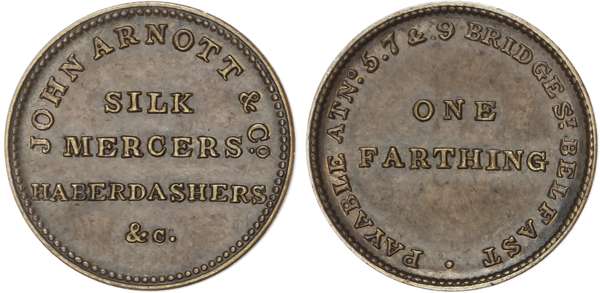 JOHN ARNOTT & Co.
SILK
MERCERS.
HABERDASHERS
&c.
PAYABLE AT No. 5.7 & 9 BRIDGE St. BELFAST.
ONE
FARTHING